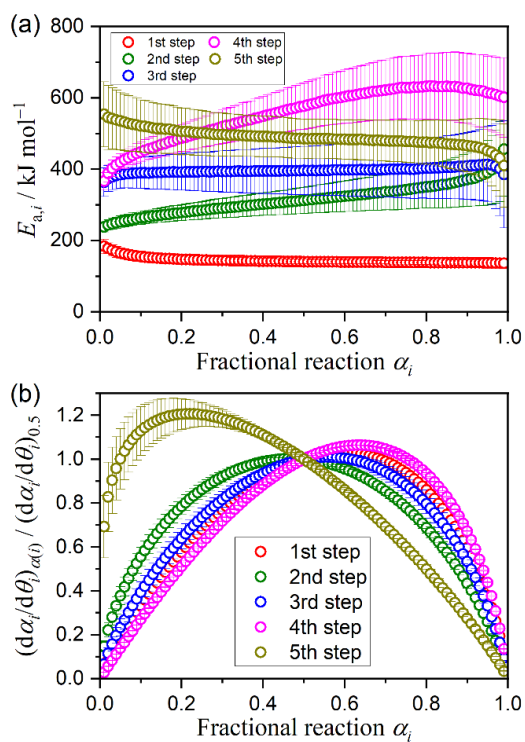 (a)
800
600
400
200
0
E_{a,i} / kJ mol^{-1}
1st step
2nd step
3rd step
4th step
5th step
0.0 0.2 0.4 0.6 0.8 1.0
Fractional reaction α_i
(b)
1.2
1.0
0.8
0.6
0.4
0.2
0.0
(dα_i/dθ_i)_{α(i)} / (dα_i/dθ_i)_{0.5}
1st step
2nd step
3rd step
4th step
5th step
0.0 0.2 0.4 0.6 0.8 1.0
Fractional reaction α_i